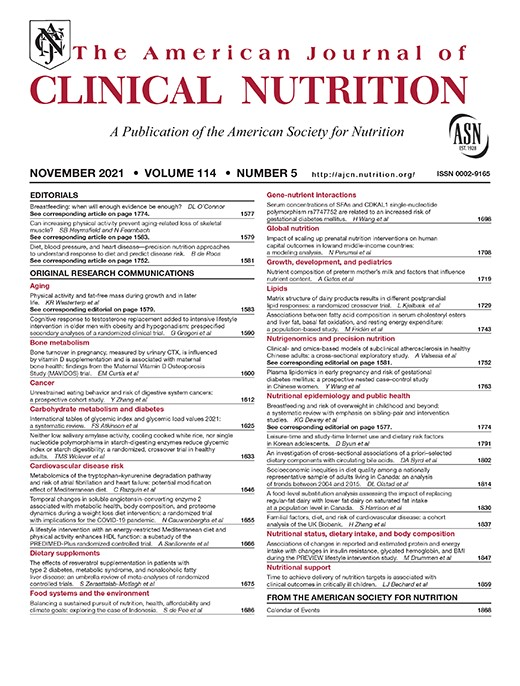 AJCN
The American Journal of
CLINICAL NUTRITION
A Publication of the American Society for Nutrition
ASN
EST. 1928
NOVEMBER 2021 • VOLUME 114 • NUMBER 5 http://ajcn.nutrition.org/ ISSN 0002-9165
EDITORIALS
Breastfeeding: when will enough evidence be enough? DL O'Connor
See corresponding article on page 1774. 1577
Can increasing physical activity prevent aging-related loss of skeletal
muscle? SB Heymsfield and N Fearnbach
See corresponding article on page 1583. 1579
Diet, blood pressure, and heart disease—precision nutrition approaches
to understand response to diet and predict disease risk. B de Roos
See corresponding article on page 1752. 1581
ORIGINAL RESEARCH COMMUNICATIONS
Aging
Physical activity and fat-free mass during growth and in later
life. KR Westerterp et al
See corresponding editorial on page 1579. 1583
Cognitive response to testosterone replacement added to intensive lifestyle
intervention in older men with obesity and hypogonadism: prespecified
secondary analyses of a randomized clinical trial. G Gregori et al 1590
Bone metabolism
Bone turnover in pregnancy, measured by urinary CTX, is influenced
by vitamin D supplementation and is associated with maternal
bone health: findings from the Maternal Vitamin D Osteoporosis
Study (MAVIDOS) trial. EM Curtis et al 1600
Cancer
Unrestrained eating behavior and risk of digestive system cancers:
a prospective cohort study. Y Zhang et al 1612
Carbohydrate metabolism and diabetes
International tables of glycemic index and glycemic load values 2021:
a systematic review. FS Atkinson et al 1625
Neither low salivary amylase activity, cooling cooked white rice, nor single
nucleotide polymorphisms in starch-digesting enzymes reduce glycemic
index or starch digestibility: a randomized, crossover trial in healthy
adults. TMS Wolever et al 1633
Cardiovascular disease risk
Metabolomics of the tryptophan–kynurenine degradation pathway
and risk of atrial fibrillation and heart failure: potential modification
effect of Mediterranean diet. C Razquin et al 1646
Temporal changes in soluble angiotensin-converting enzyme 2
associated with metabolic health, body composition, and proteome
dynamics during a weight loss diet intervention: a randomized trial
with implications for the COVID-19 pandemic. N Cauwenberghs et al 1655
A lifestyle intervention with an energy-restricted Mediterranean diet and
physical activity enhances HDL function: a substudy of the
PREDIMED-Plus randomized controlled trial. A Sanllorente et al 1666
Dietary supplements
The effects of resveratrol supplementation in patients with
type 2 diabetes, metabolic syndrome, and nonalcoholic fatty
liver disease: an umbrella review of meta-analyses of randomized
controlled trials. S Zeraattalab-Motlagh et al 1675
Food systems and the environment
Balancing a sustained pursuit of nutrition, health, affordability and
climate goals: exploring the case of Indonesia. S de Pee et al 1686
Gene-nutrient interactions
Serum concentrations of SFAs and CDKAL1 single-nucleotide
polymorphism rs7747752 are related to an increased risk of
gestational diabetes mellitus. H Wang et al 1698
Global nutrition
Impact of scaling up prenatal nutrition interventions on human
capital outcomes in low and middle-income countries:
a modeling analysis. N Perumal et al 1708
Growth, development, and pediatrics
Nutrient composition of preterm mother's milk and factors that influence
nutrient content. A Gates et al 1719
Lipids
Matrix structure of dairy products results in different postprandial
lipid responses: a randomized crossover trial. L Kjølbæk et al 1729
Associations between fatty acid composition in serum cholesteryl esters
and liver fat, basal fat oxidation, and resting energy expenditure:
a population-based study. M Fridén et al 1743
Nutrigenomics and precision nutrition
Clinical- and omics-based models of subclinical atherosclerosis in healthy
Chinese adults: a cross-sectional exploratory study. A Valsesia et al
See corresponding editorial on page 1581. 1752
Plasma lipidomics in early pregnancy and risk of gestational
diabetes mellitus: a prospective nested case-control study
in Chinese women. Y Wang et al 1763
Nutritional epidemiology and public health
Breastfeeding and risk of overweight in childhood and beyond:
a systematic review with emphasis on sibling-pair and intervention
studies. KG Dewey et al
See corresponding editorial on page 1577. 1774
Leisure-time and study-time Internet use and dietary risk factors
in Korean adolescents. D Byun et al 1791
An investigation of cross-sectional associations of a priori–selected
dietary components with circulating bile acids. DA Byrd et al 1802
Socioeconomic inequities in diet quality among a nationally
representative sample of adults living in Canada: an analysis
of trends between 2004 and 2015. DL Olstad et al 1814
A food-level substitution analysis assessing the impact of replacing
regular-fat dairy with lower fat dairy on saturated fat intake
at a population level in Canada. S Harrison et al 1830
Familial factors, diet, and risk of cardiovascular disease: a cohort
analysis of the UK Biobank. H Zhang et al 1837
Nutritional status, dietary intake, and body composition
Associations of changes in reported and estimated protein and energy
intake with changes in insulin resistance, glycated hemoglobin, and BMI
during the PREVIEW lifestyle intervention study. M Drummen et al 1847
Nutritional support
Time to achieve delivery of nutrition targets is associated with
clinical outcomes in critically ill children. LJ Bechard et al 1859
FROM THE AMERICAN SOCIETY FOR NUTRITION
Calendar of Events 1868